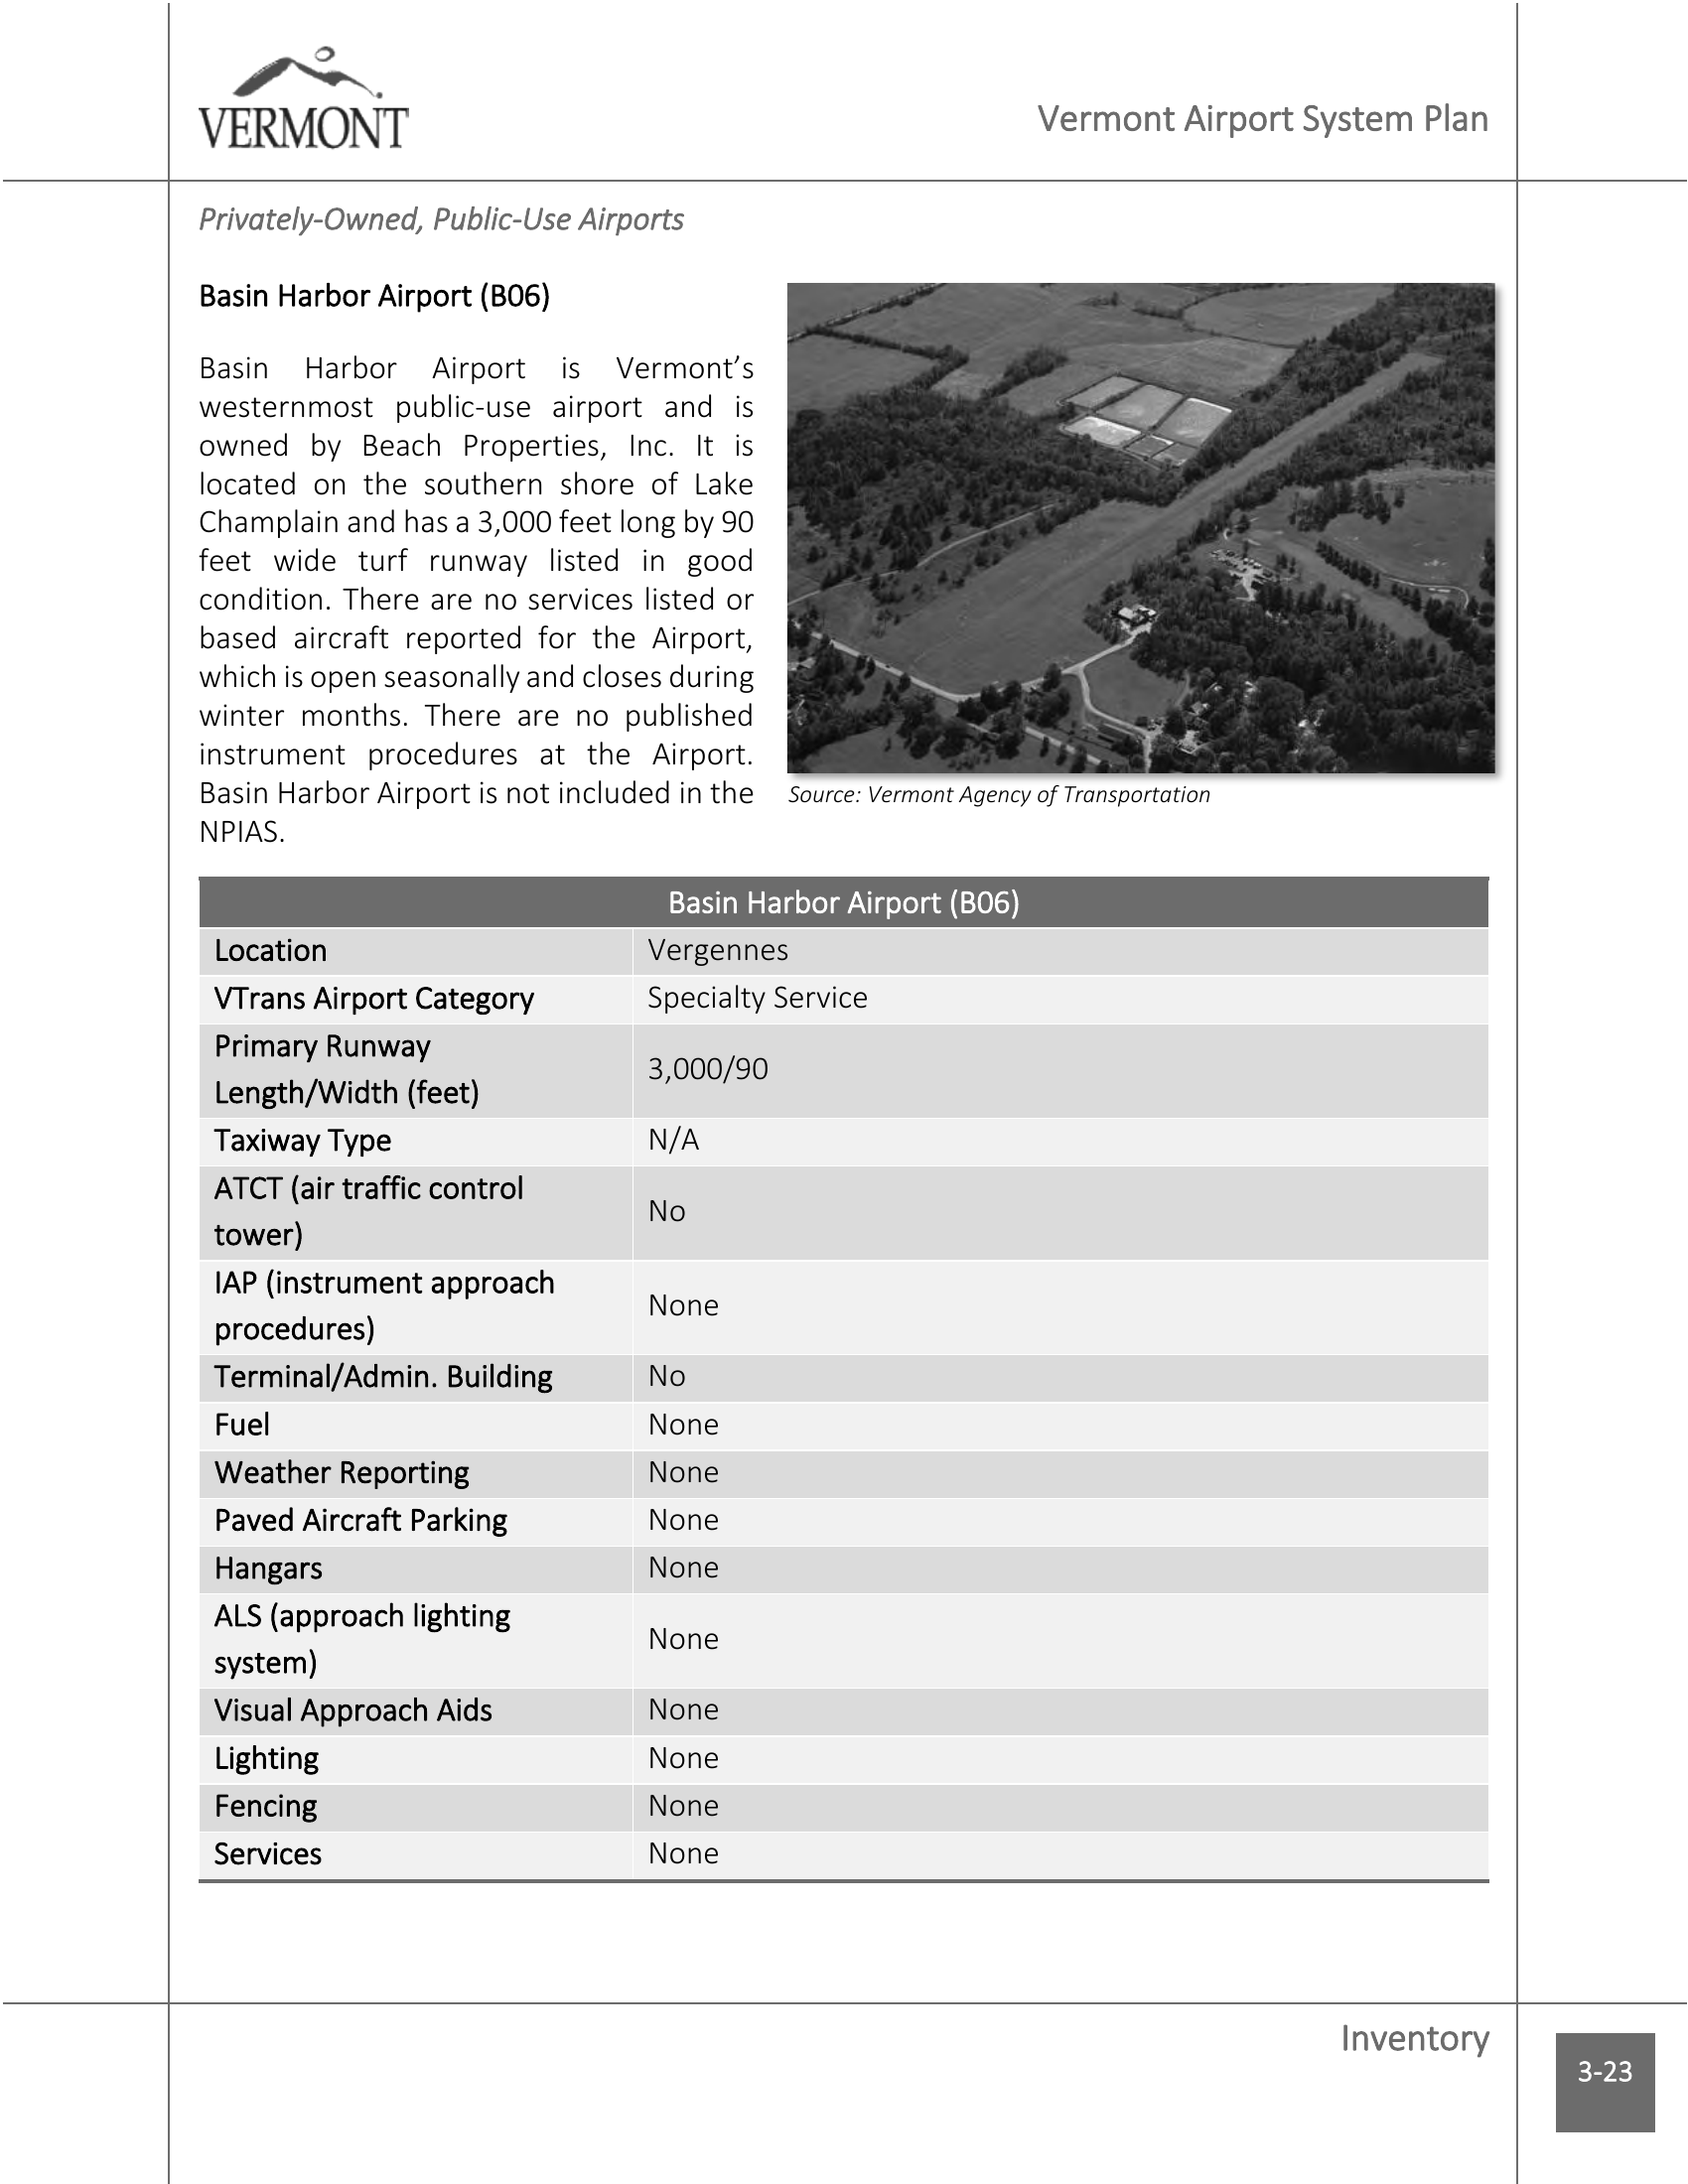 VERMONT
Vermont Airport System Plan
Privately-Owned, Public-Use Airports
Basin Harbor Airport (B06)
Basin Harbor Airport is Vermont’s
westernmost public-use airport and is
owned by Beach Properties, Inc. It is
located on the southern shore of Lake
Champlain and has a 3,000 feet long by 90
feet wide turf runway listed in good
condition. There are no services listed or
based aircraft reported for the Airport,
which is open seasonally and closes during
winter months. There are no published
instrument procedures at the Airport.
Basin Harbor Airport is not included in the
NPIAS.
Source: Vermont Agency of Transportation
Basin Harbor Airport (B06)
Location Vergennes
VTrans Airport Category Specialty Service
Primary Runway
Length/Width (feet) 3,000/90
Taxiway Type N/A
ATCT (air traffic control
tower) No
IAP (instrument approach
procedures) None
Terminal/Admin. Building No
Fuel None
Weather Reporting None
Paved Aircraft Parking None
Hangars None
ALS (approach lighting
system) None
Visual Approach Aids None
Lighting None
Fencing None
Services None
Inventory
3-23